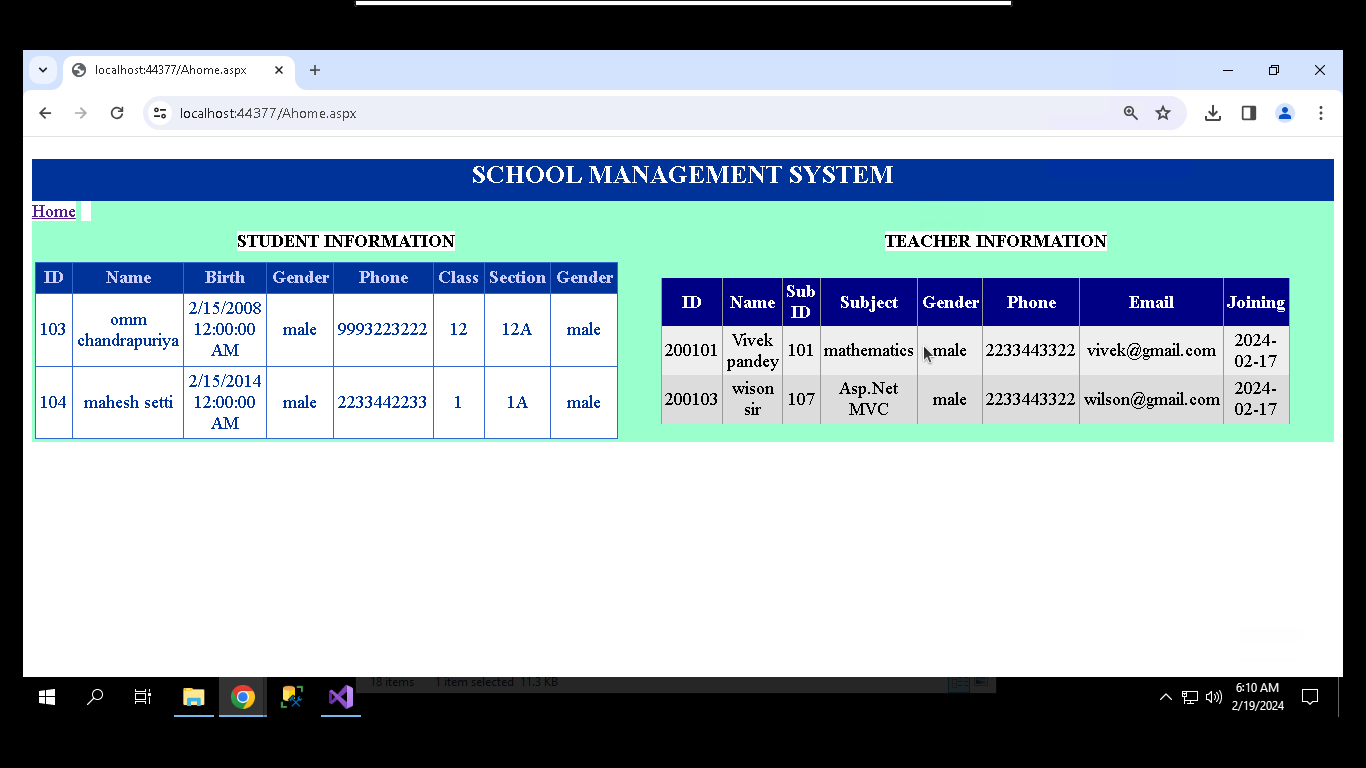 localhost:44377/Ahome.aspx
localhost:44377/Ahome.aspx
SCHOOL MANAGEMENT SYSTEM
Home
STUDENT INFORMATION
ID Name Birth Gender Phone Class Section Gender
103 omm chandrapuriya 2/15/2008 12:00:00 AM male 9993223222 12 12A male
104 mahesh setti 2/15/2014 12:00:00 AM male 2233442233 1 1A male
TEACHER INFORMATION
ID Name Sub ID Subject Gender Phone Email Joining
200101 Vivek pandey 101 mathematics male 2233443322 vivek@gmail.com 2024-02-17
200103 wison sir 107 Asp.Net MVC male 2233443322 wilson@gmail.com 2024-02-17
18 items 1 item selected 11.3 KB
6:10 AM
2/19/2024